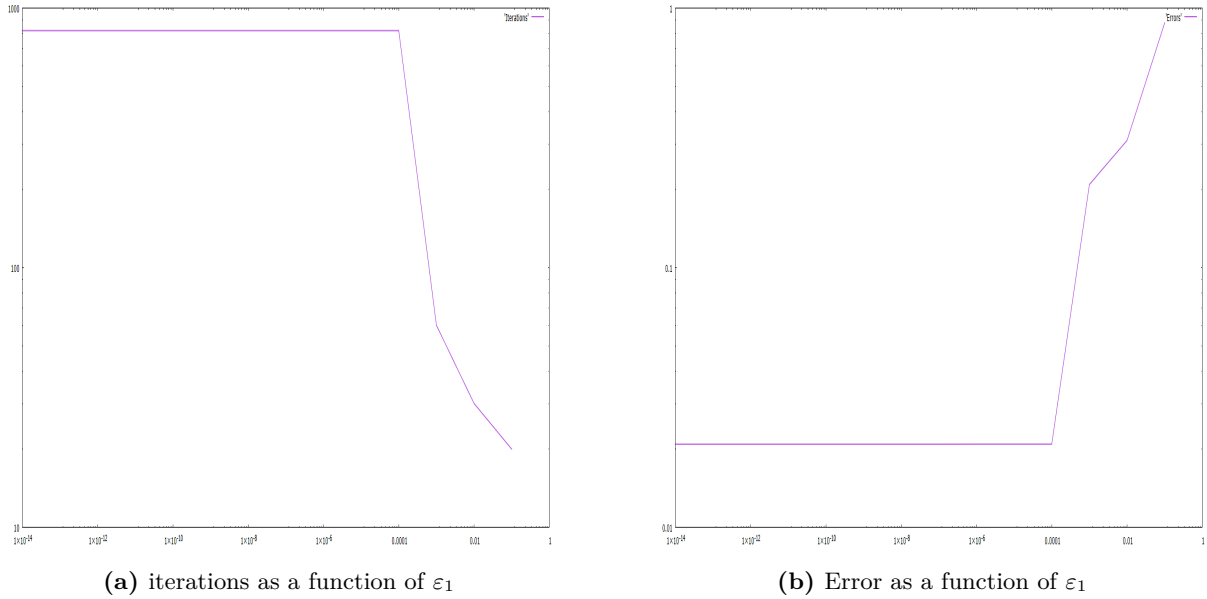 1000
'Iterations'
100
10
1×10⁻¹⁴ 1×10⁻¹² 1×10⁻¹⁰ 1×10⁻⁸ 1×10⁻⁶ 0.0001 0.01 1
(a) iterations as a function of ε₁
1
'Errors'
0.1
0.01
1×10⁻¹⁴ 1×10⁻¹² 1×10⁻¹⁰ 1×10⁻⁸ 1×10⁻⁶ 0.0001 0.01 1
(b) Error as a function of ε₁